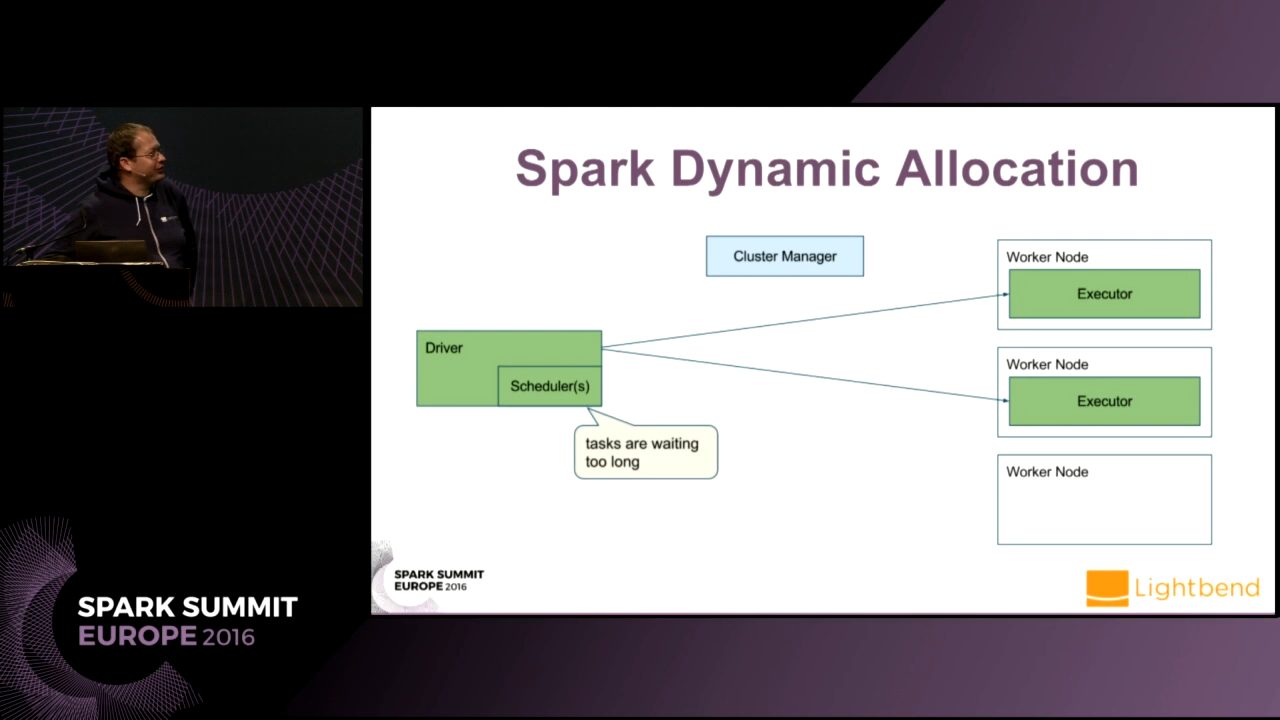 Spark Dynamic Allocation
Cluster Manager
Worker Node
Executor
Driver
Scheduler(s)
Worker Node
Executor
tasks are waiting
too long
Worker Node
SPARK SUMMIT
EUROPE 2016
Lightbend
SPARK SUMMIT
EUROPE 2016